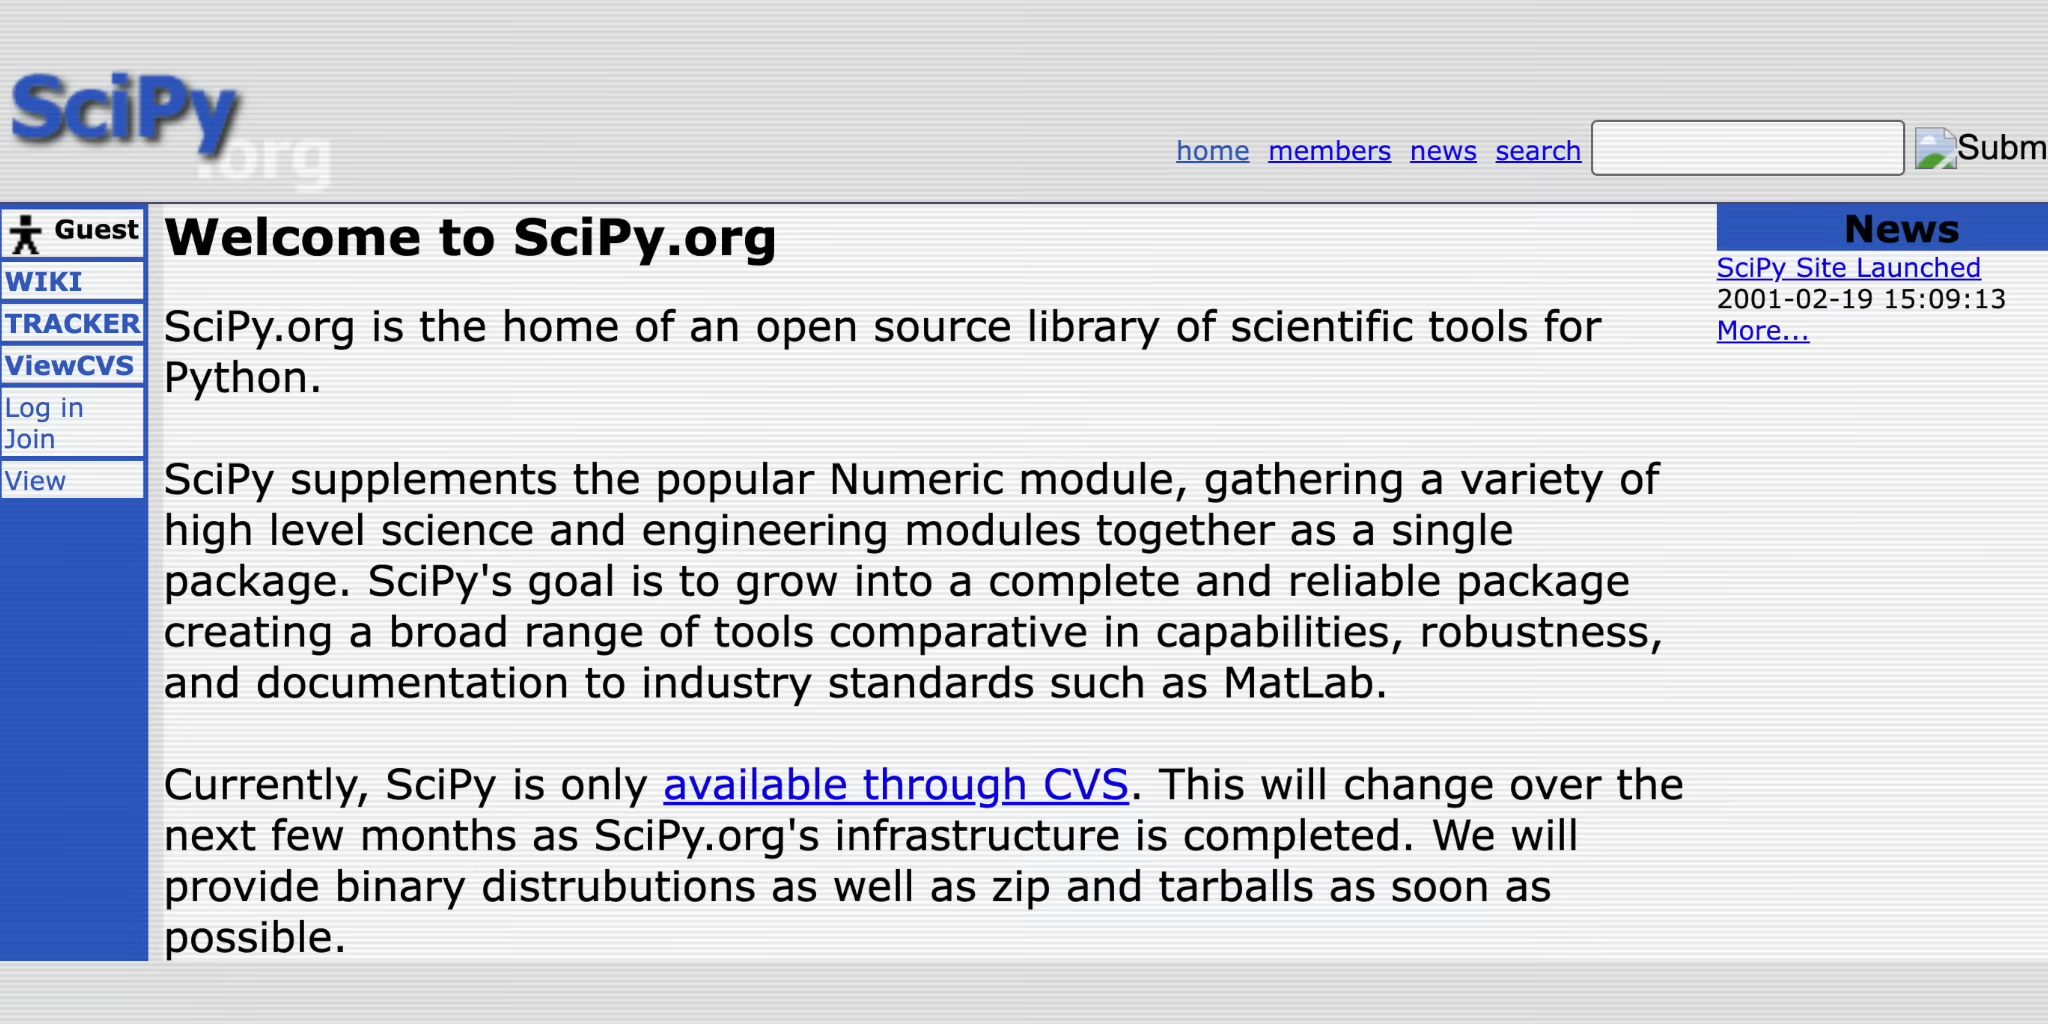 SciPy
.org
home members news search Subm
Guest
WIKI
TRACKER
ViewCVS
Log in
Join
View
Welcome to SciPy.org
SciPy.org is the home of an open source library of scientific tools for
Python.
SciPy supplements the popular Numeric module, gathering a variety of
high level science and engineering modules together as a single
package. SciPy's goal is to grow into a complete and reliable package
creating a broad range of tools comparative in capabilities, robustness,
and documentation to industry standards such as MatLab.
Currently, SciPy is only available through CVS. This will change over the
next few months as SciPy.org's infrastructure is completed. We will
provide binary distrubutions as well as zip and tarballs as soon as
possible.
News
SciPy Site Launched
2001-02-19 15:09:13
More...